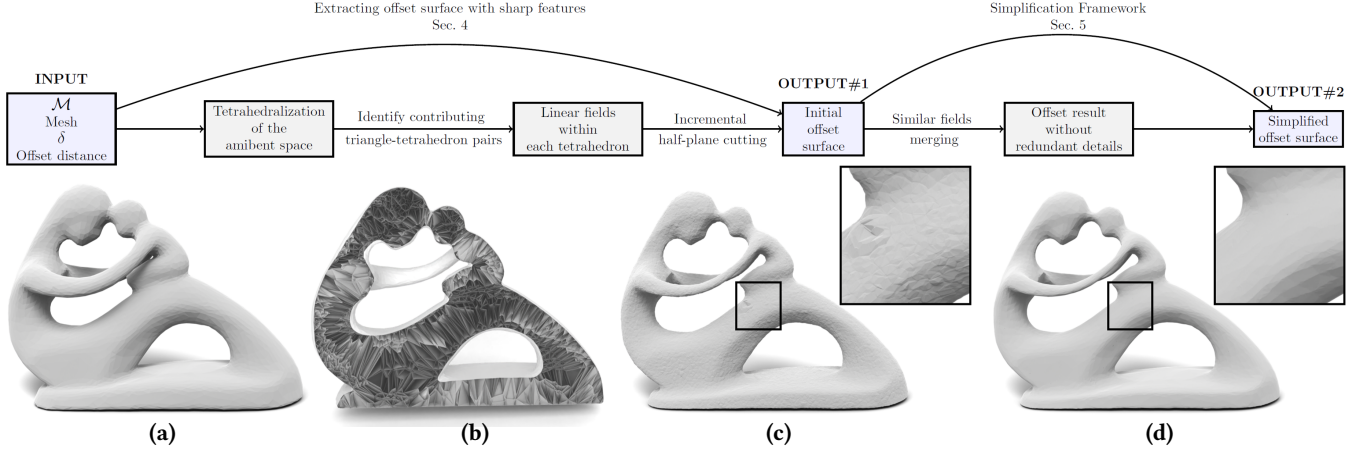 Extracting offset surface with sharp features
Sec. 4
Simplification Framework
Sec. 5
INPUT
ℳ
Mesh
δ
Offset distance
Tetrahedralization
of the
amibent space
Identify contributing
triangle-tetrahedron pairs
Linear fields
within
each tetrahedron
Incremental
half-plane cutting
OUTPUT#1
Initial
offset
surface
Similar fields
merging
Offset result
without
redundant details
OUTPUT#2
Simplified
offset surface
(a)
(b)
(c)
(d)